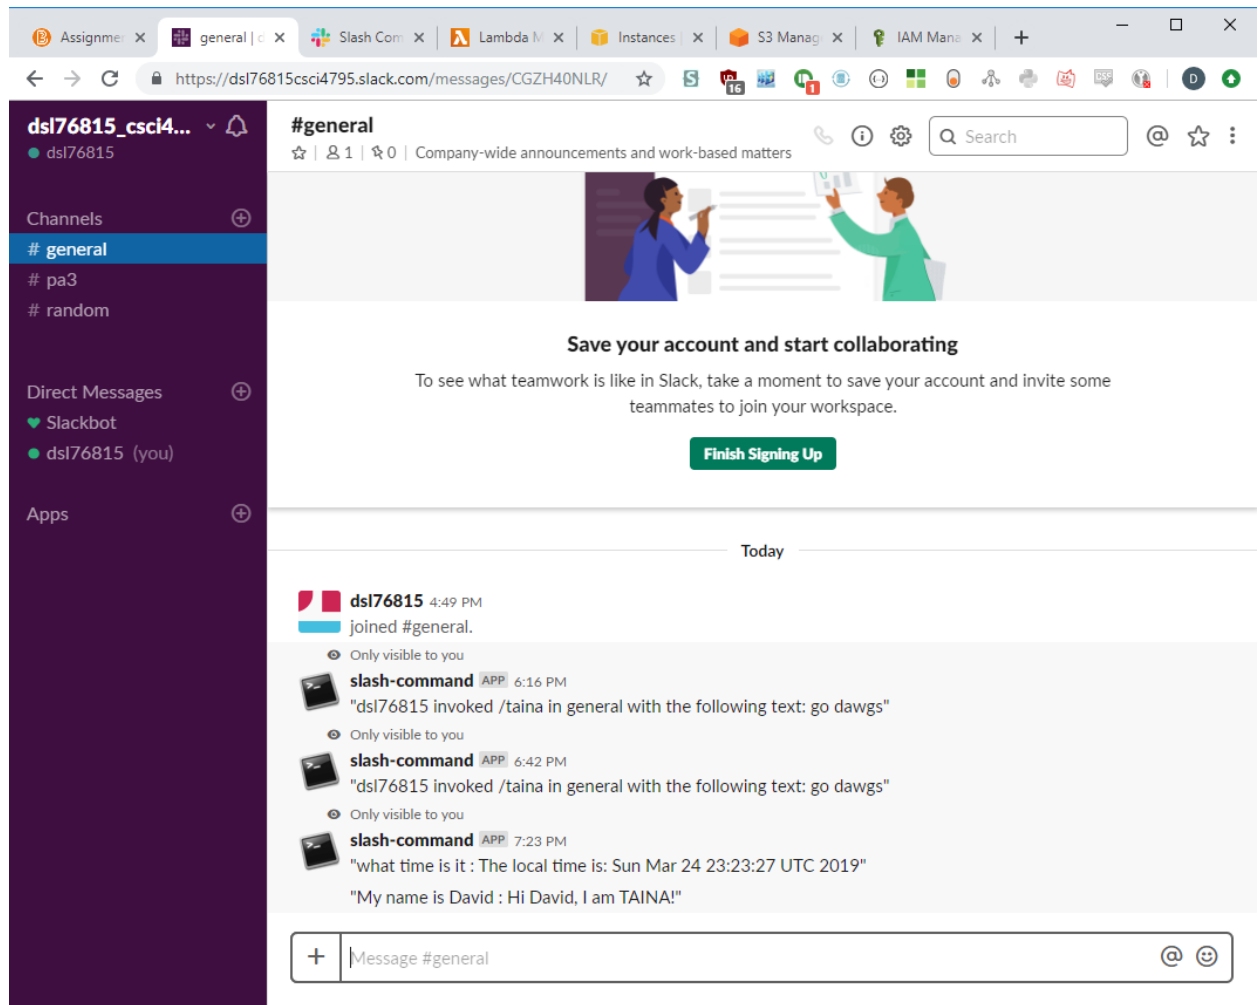 Assignmer
general | d
Slash Com
Lambda M
Instances |
S3 Manag
IAM Mana
https://dsl76815csci4795.slack.com/messages/CGZH40NLR/
16
1
CSS
D
dsl76815_csci4...
dsl76815
Channels
# general
# pa3
# random
Direct Messages
Slackbot
dsl76815 (you)
Apps
#general
1 | 0 | Company-wide announcements and work-based matters
Search
Save your account and start collaborating
To see what teamwork is like in Slack, take a moment to save your account and invite some
teammates to join your workspace.
Finish Signing Up
Today
dsl76815 4:49 PM
joined #general.
Only visible to you
slash-command APP 6:16 PM
"dsl76815 invoked /taina in general with the following text: go dawgs"
Only visible to you
slash-command APP 6:42 PM
"dsl76815 invoked /taina in general with the following text: go dawgs"
Only visible to you
slash-command APP 7:23 PM
"what time is it : The local time is: Sun Mar 24 23:23:27 UTC 2019"
"My name is David : Hi David, I am TAINA!"
Message #general